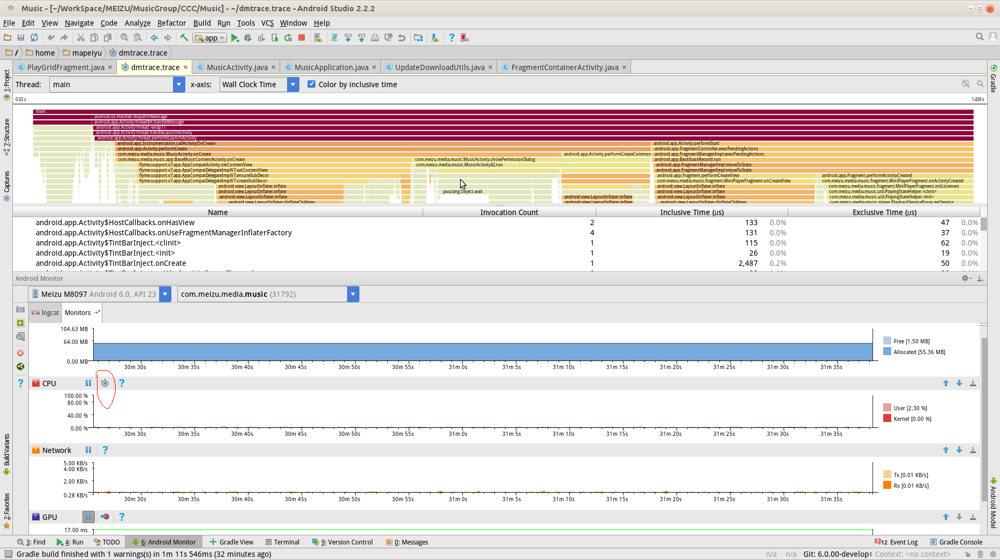 Music - [~/WorkSpace/MEIZU/MusicGroup/CCC/Music] - ~/dmtrace.trace - Android Studio 2.2.2
File Edit View Navigate Code Analyze Refactor Build Run Tools VCS Window Help
app
/ home mapeiyu dmtrace.trace
PlayGridFragment.java dmtrace.trace MusicActivity.java MusicApplication.java UpdateDownloadUtils.java FragmentContainerActivity.java
Thread: main x-axis: Wall Clock Time Color by inclusive time
0.03 s 1.439 s
main.
android.os.Handler.dispatchMessage
android.app.ActivityThread$H.handleMessage
android.app.ActivityThread.-wrap11
android.app.ActivityThread.handleLaunchActivity
android.app.ActivityThread.performLaunchActivity
android.app.Instrumentation.callActivityOnCreate android.app.Activity.performStart
android.app.Activity.performCreate android.app.FragmentController.execPendingActions
com.meizu.media.music.MusicActivity.onCreate android.app.Activity.performCreateCommon android.app.FragmentManagerImpl.execPendingActions
com.meizu.media.music.app.BaseMusicContentActivity.onCreate com.meizu.media.music.MusicActivity.showPermissionDialog android.app.BackStackRecord.run
flyme.support.v7.app.AppCompatActivity.setContentView com.meizu.media.music.MusicActivity$2.run android.app.FragmentManagerImpl.moveToState
flyme.support.v7.app.AppCompatDelegateImplV7.setContentView android.app.FragmentManagerImpl.moveToState
flyme.support.v7.app.AppCompatDelegateImplV7.ensureSubDecor android.app.Fragment.performCreateView android.app.Fragment.performActivityCreated
flyme.support.v7.app.AppCompatDelegateImplV7.createSubDecor com.meizu.media.music.fragment.MiniPlayerFragment.onCreateView com.meizu.media.music.fragment.MiniPlayerFragment.onActivityCreated
android.view.LayoutInflater.inflate android.view.LayoutInflater.inflate com.meizu.media.music.fragment.MiniPlayerFragment.initListeners
android.view.LayoutInflater.inflate java.lang.Object.wait android.view.LayoutInflater.inflate com.meizu.media.music.util.PlayingStateHelper.<clinit>
android.view.LayoutInflater.inflate android.view.LayoutInflater.inflate android.view.LayoutInflater.inflate com.meizu.media.music.util.PlayingStateHelper.<init>
android.view.LayoutInflater.rInflateChildren android.view.LayoutInflater.inflate android.view.LayoutInflater.rInflateChildren com.meizu.media.music.player.PlaybackServiceProxy.getService
Name Invocation Count Inclusive Time (µs) Exclusive Time (µs)
android.app.Activity$HostCallbacks.onHasView 2 133 0.0% 47 0.0%
android.app.Activity$HostCallbacks.onUseFragmentManagerInflaterFactory 4 131 0.0% 37 0.0%
android.app.Activity$TintBarInject.<clinit> 1 115 0.0% 62 0.0%
android.app.Activity$TintBarInject.<init> 1 26 0.0% 19 0.0%
android.app.Activity$TintBarInject.onCreate 1 2,487 0.2% 50 0.0%
Android Monitor
Meizu M8097 Android 6.0, API 23 com.meizu.media.music (31792)
logcat Monitors
104.63 MB
64.00 MB
0.00 MB
Free [1.50 MB]
Allocated [55.36 MB]
30m 30s 30m 35s 30m 40s 30m 45s 30m 50s 30m 55s 31m 0s 31m 5s 31m 10s 31m 15s 31m 20s 31m 25s 31m 30s 31m 35s
CPU
100.00 %
80.00 %
40.00 %
0.00 %
User [2.30 %]
Kernel [0.00 %]
30m 30s 30m 35s 30m 40s 30m 45s 30m 50s 30m 55s 31m 0s 31m 5s 31m 10s 31m 15s 31m 20s 31m 25s 31m 30s 31m 35s
Network
5.00 KB/s
4.00 KB/s
2.00 KB/s
0.28 KB/s
Tx [0.01 KB/s]
Rx [0.01 KB/s]
30m 30s 30m 35s 30m 40s 30m 45s 30m 50s 30m 55s 31m 0s 31m 5s 31m 10s 31m 15s 31m 20s 31m 25s 31m 30s 31m 35s
GPU
17.00 ms
1: Project
7: Structure
Captures
Build Variants
2: Favorites
Gradle
Android Model
3: Find 4: Run TODO 6: Android Monitor Gradle View Terminal 9: Version Control 0: Messages 12 Event Log Gradle Console
Gradle build finished with 1 warnings(s) in 1m 11s 546ms (32 minutes ago) n/a n/a Git: 6.0.00-develop Context: <no context>